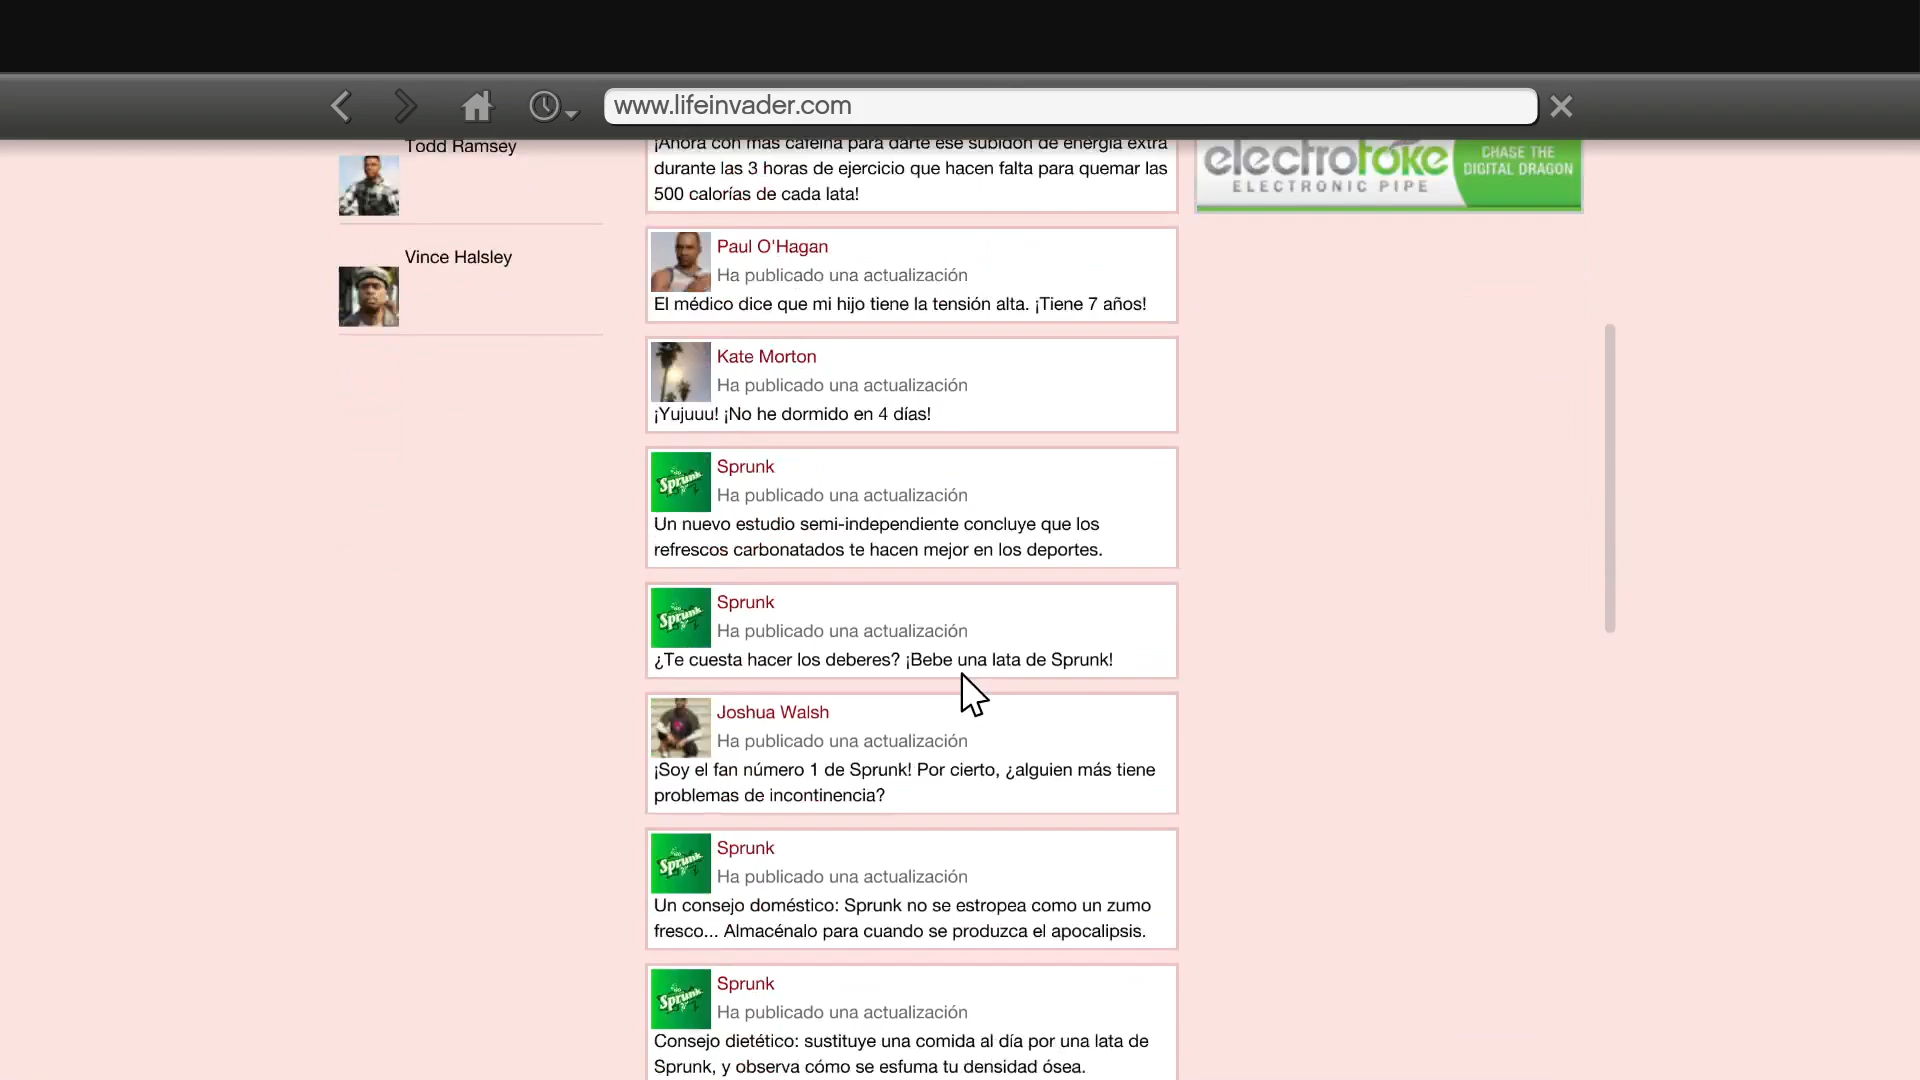 www.lifeinvader.com
Todd Ramsey
Vince Halsley
¡Ahora con más cafeína para darte ese subidón de energía extra
durante las 3 horas de ejercicio que hacen falta para quemar las
500 calorías de cada lata!
Paul O'Hagan
Ha publicado una actualización
El médico dice que mi hijo tiene la tensión alta. ¡Tiene 7 años!
Kate Morton
Ha publicado una actualización
¡Yujuuu! ¡No he dormido en 4 días!
Sprunk
Sprunk
Ha publicado una actualización
Un nuevo estudio semi-independiente concluye que los
refrescos carbonatados te hacen mejor en los deportes.
Sprunk
Sprunk
Ha publicado una actualización
¿Te cuesta hacer los deberes? ¡Bebe una lata de Sprunk!
Joshua Walsh
Ha publicado una actualización
¡Soy el fan número 1 de Sprunk! Por cierto, ¿alguien más tiene
problemas de incontinencia?
Sprunk
Sprunk
Ha publicado una actualización
Un consejo doméstico: Sprunk no se estropea como un zumo
fresco... Almacénalo para cuando se produzca el apocalipsis.
Sprunk
Sprunk
Ha publicado una actualización
Consejo dietético: sustituye una comida al día por una lata de
Sprunk, y observa cómo se esfuma tu densidad ósea.
electrotoke
ELECTRONIC PIPE
CHASE THE
DIGITAL DRAGON